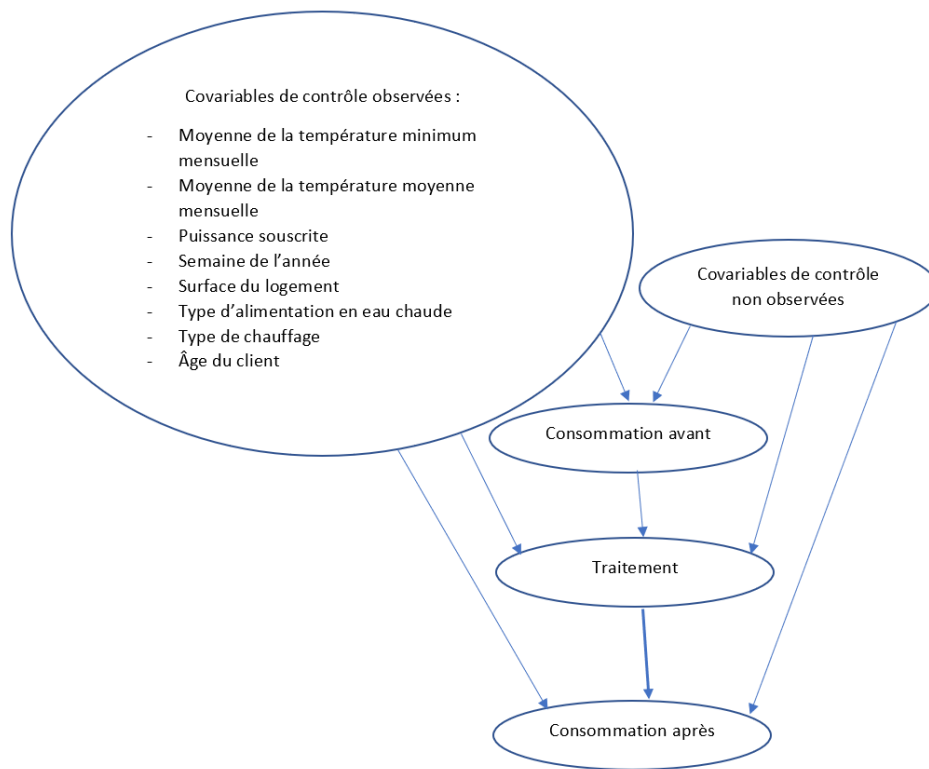 Covariables de contrôle observées :
- Moyenne de la température minimum
mensuelle
- Moyenne de la température moyenne
mensuelle
- Puissance souscrite
- Semaine de l'année
- Surface du logement
- Type d'alimentation en eau chaude
- Type de chauffage
- Âge du client
Covariables de contrôle
non observées
Consommation avant
Traitement
Consommation après